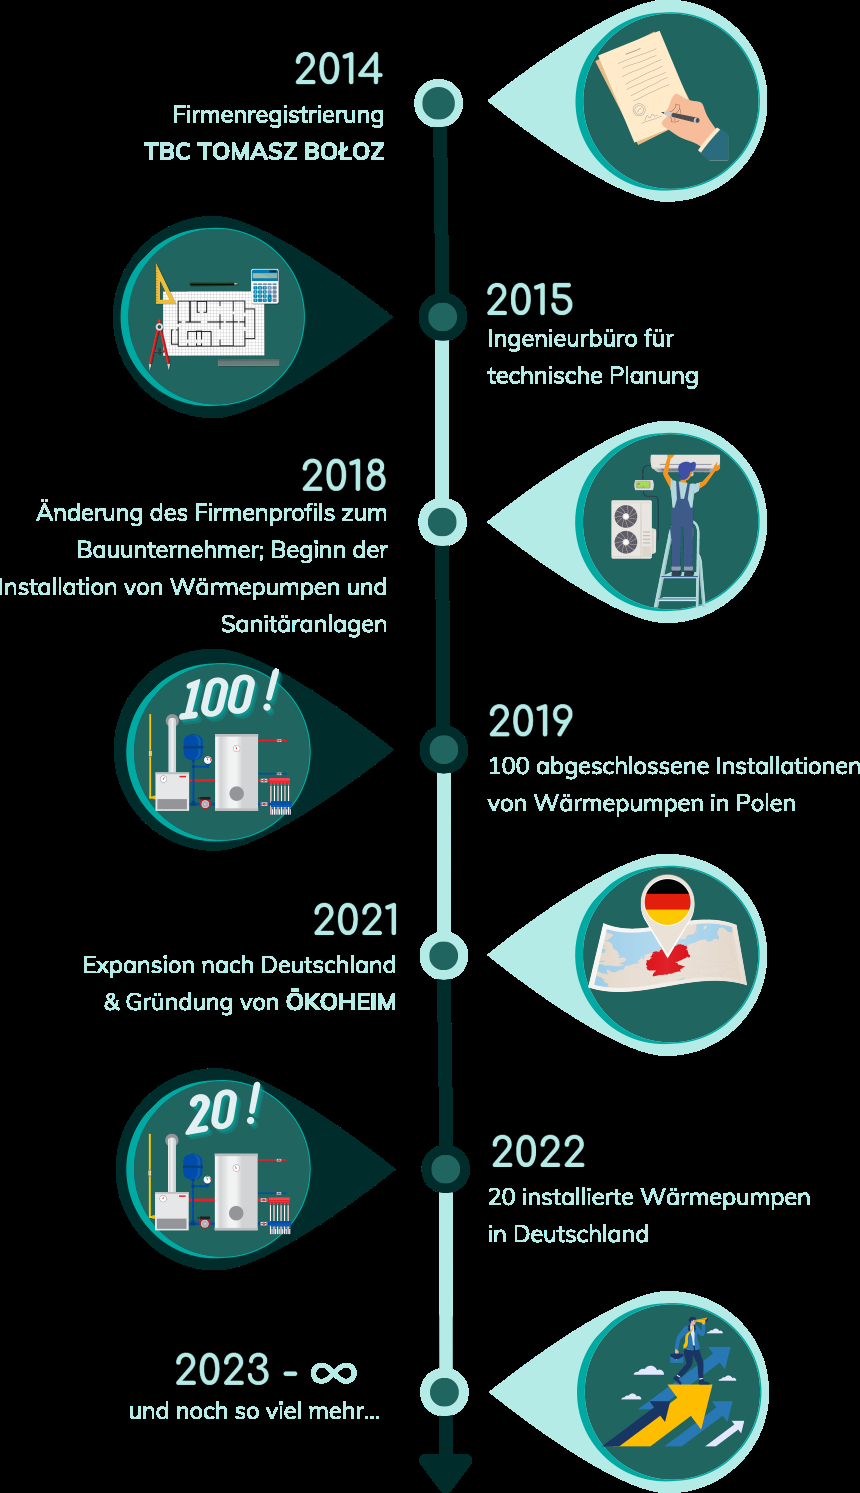 2014
Firmenregistrierung
TBC TOMASZ BOŁOZ
2015
Ingenieurbüro für
technische Planung
2018
Änderung des Firmenprofils zum
Bauunternehmer; Beginn der
Installation von Wärmepumpen und
Sanitäranlagen
100 !
2019
100 abgeschlossene Installationen
von Wärmepumpen in Polen
2021
Expansion nach Deutschland
& Gründung von ÖKOHEIM
20 !
2022
20 installierte Wärmepumpen
in Deutschland
2023 - ∞
und noch so viel mehr...